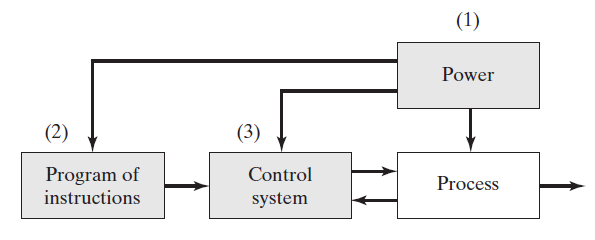 (1)
Power
(2)
(3)
Program of
instructions
Control
system
Process